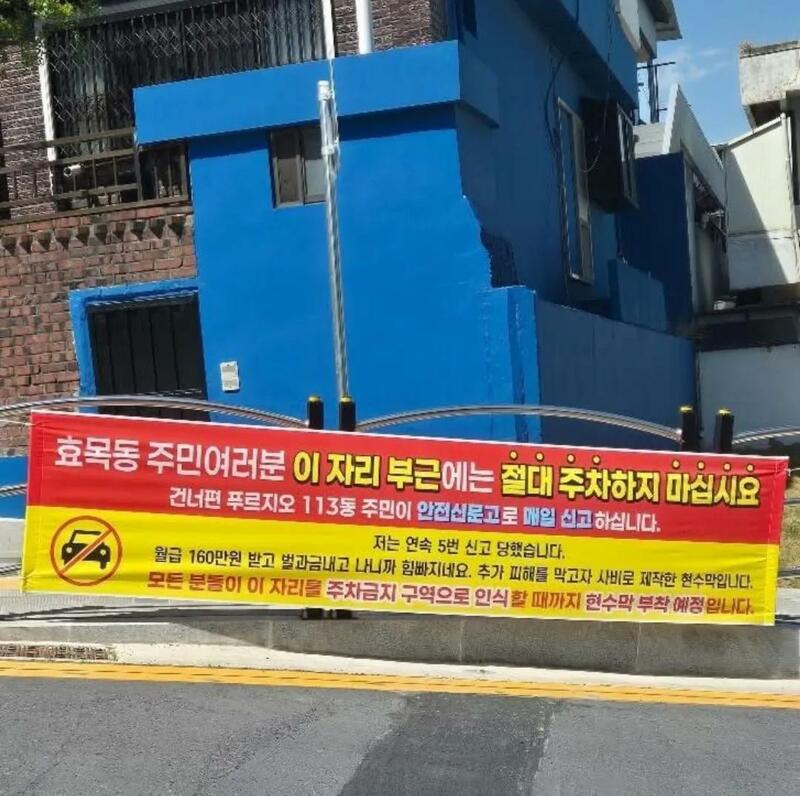 효목동 주민여러분 이 자리 부근에는 절대 주차하지 마십시요
건너편 푸르지오 113동 주민이 안전신문고로 매일 신고하십니다.
저는 연속 5번 신고 당했습니다.
월급 160만원 받고 벌과금내고 나니까 힘빠지네요. 추가 피해를 막고자 사비로 제작한 현수막입니다.
모든 분들이 이 자리를 주차금지 구역으로 인식할 때까지 현수막 부착 예정입니다.